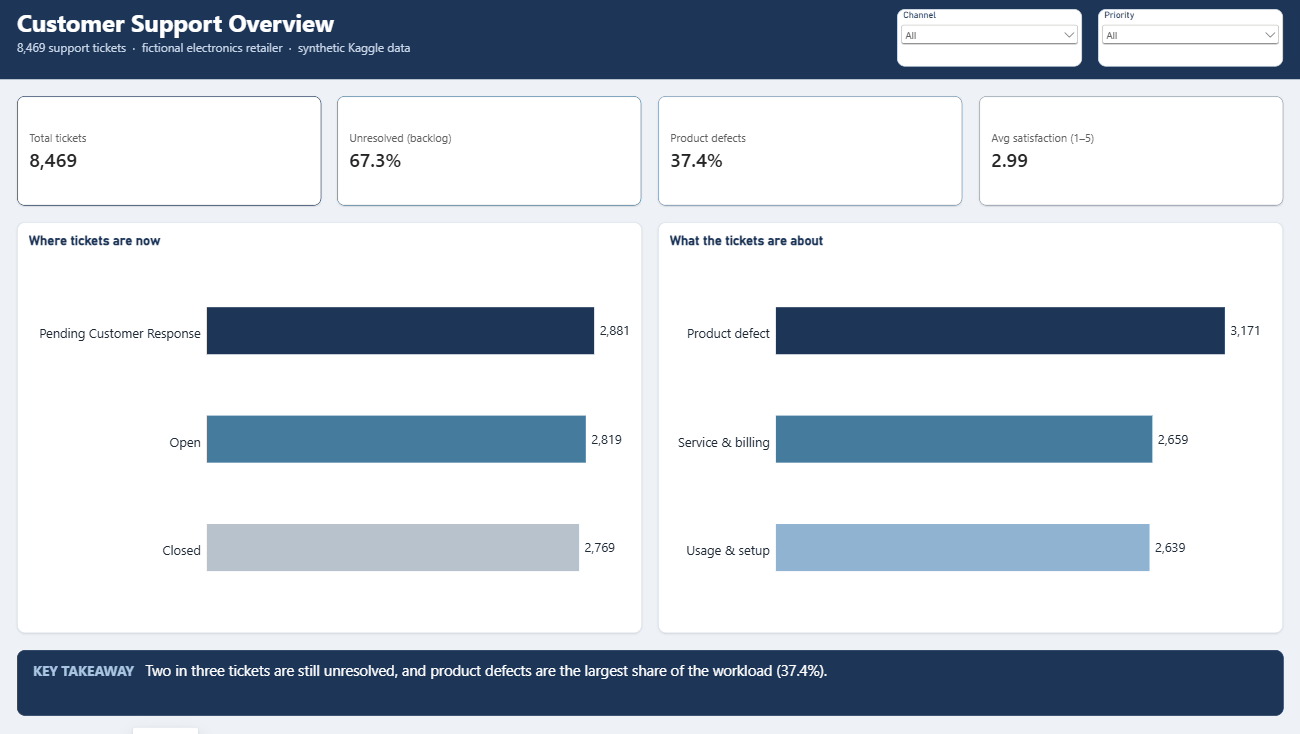 Customer Support Overview
8,469 support tickets · fictional electronics retailer · synthetic Kaggle data
Channel
All
Priority
All
Total tickets
8,469
Unresolved (backlog)
67.3%
Product defects
37.4%
Avg satisfaction (1–5)
2.99
Where tickets are now
Pending Customer Response 2,881
Open 2,819
Closed 2,769
What the tickets are about
Product defect 3,171
Service & billing 2,659
Usage & setup 2,639
KEY TAKEAWAY Two in three tickets are still unresolved, and product defects are the largest share of the workload (37.4%).